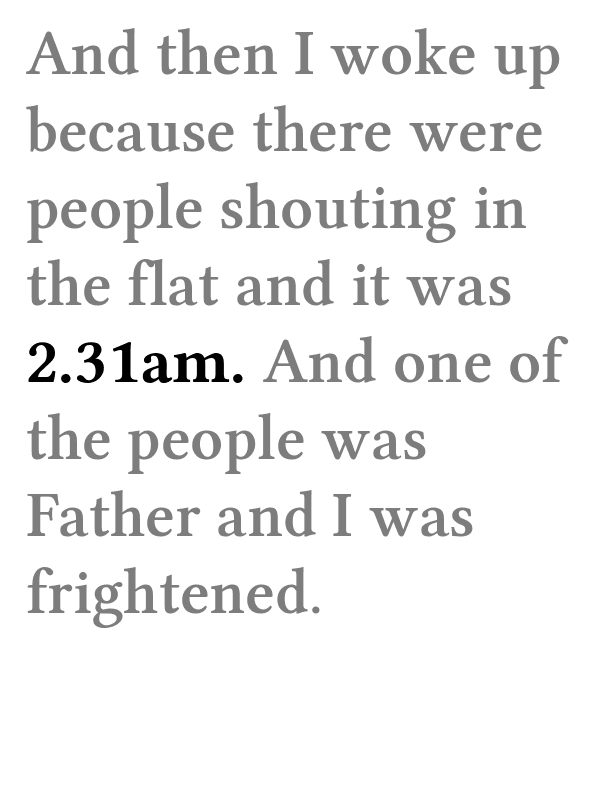 And then I woke up
because there were
people shouting in
the flat and it was
2.31am. And one of
the people was
Father and I was
frightened.